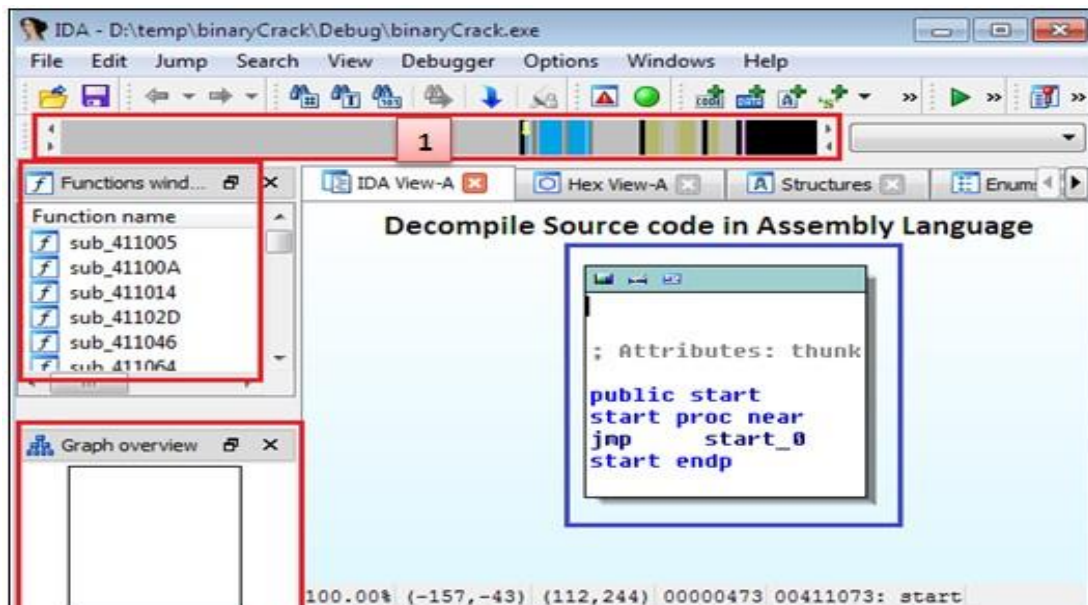 IDA - D:\temp\binaryCrack\Debug\binaryCrack.exe
File Edit Jump Search View Debugger Options Windows Help
1
Functions wind...
IDA View-A
Hex View-A
Structures
Enum
Function name
sub_411005
sub_41100A
sub_411014
sub_41102D
sub_411046
sub_411064
Decompile Source code in Assembly Language
; Attributes: thunk
public start
start proc near
jmp start_0
start endp
Graph overview
100.00% (-157,-43) (112,244) 00000473 00411073: start